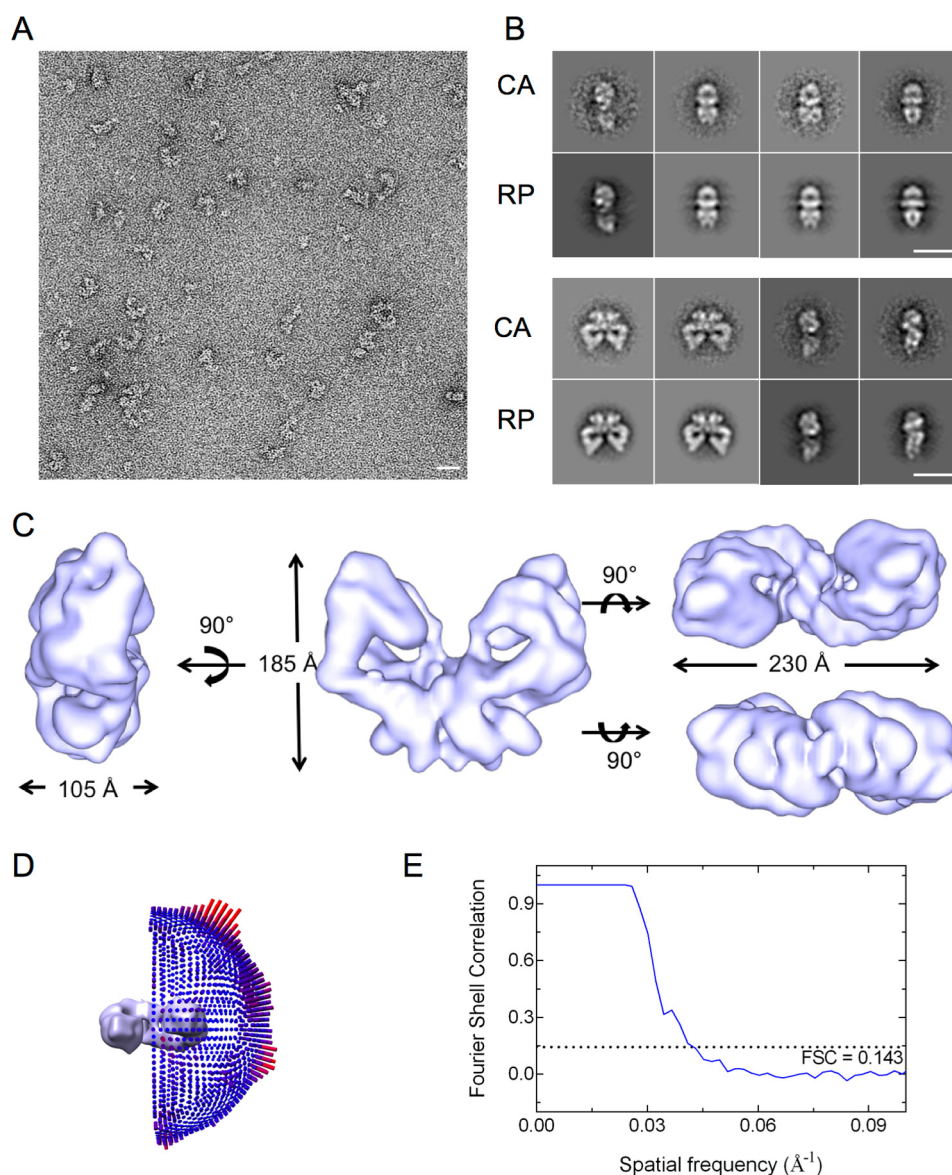 A
B
CA
RP
CA
RP
C
90°
185 Å
105 Å
90°
230 Å
90°
D
E
Fourier Shell Correlation
0.9
0.6
0.3
0.0
FSC = 0.143
0.00
0.03
0.06
0.09
Spatial frequency (Å⁻¹)